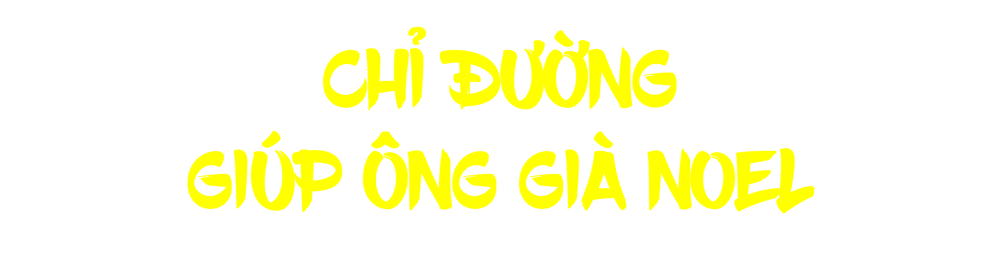 CHỈ ĐƯỜNG
GIÚP ÔNG GIÀ NOEL